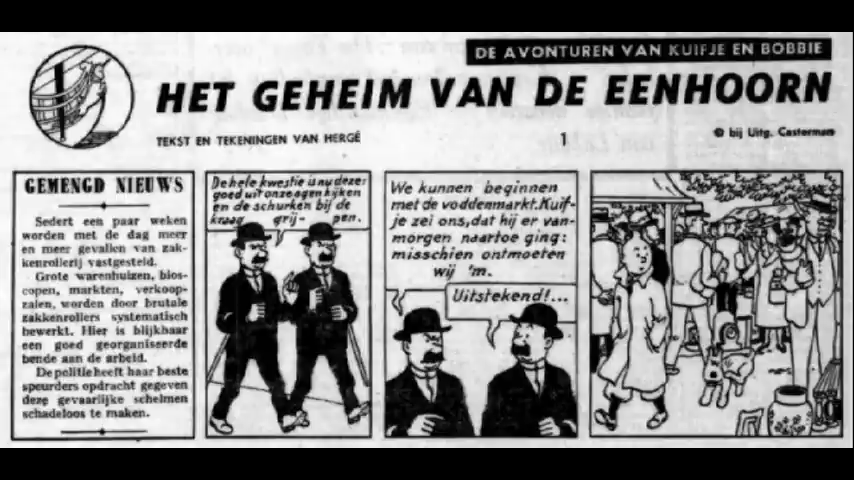 DE AVONTUREN VAN KUIFJE EN BOBBIE
HET GEHEIM VAN DE EENHOORN
TEKST EN TEKENINGEN VAN HERGÉ
1
© bij Uitg. Casterman
GEMENGD NIEUWS
Sedert een paar weken
worden met de dag meer
en meer gevallen van zak-
kenrollerij vastgesteld.
Grote warenhuizen, bios-
copen, markten, verkoop-
zalen, worden door brutale
zakkenrollers systematisch
bewerkt. Hier is blijkbaar
een goed georganiseerde
bende aan de arbeid.
De politie heeft haar beste
speurders opdracht gegeven
deze gevaarlijke schelmen
schadeloos te maken.
De hele kwestie is nu deze:
goed uit onze ogen kijken
en de schurken bij de
kraag grij- pen.
We kunnen beginnen
met de voddenmarkt. Kuif-
je zei ons, dat hij er van-
morgen naartoe ging:
misschien ontmoeten
wij 'm.
Uitstekend!...